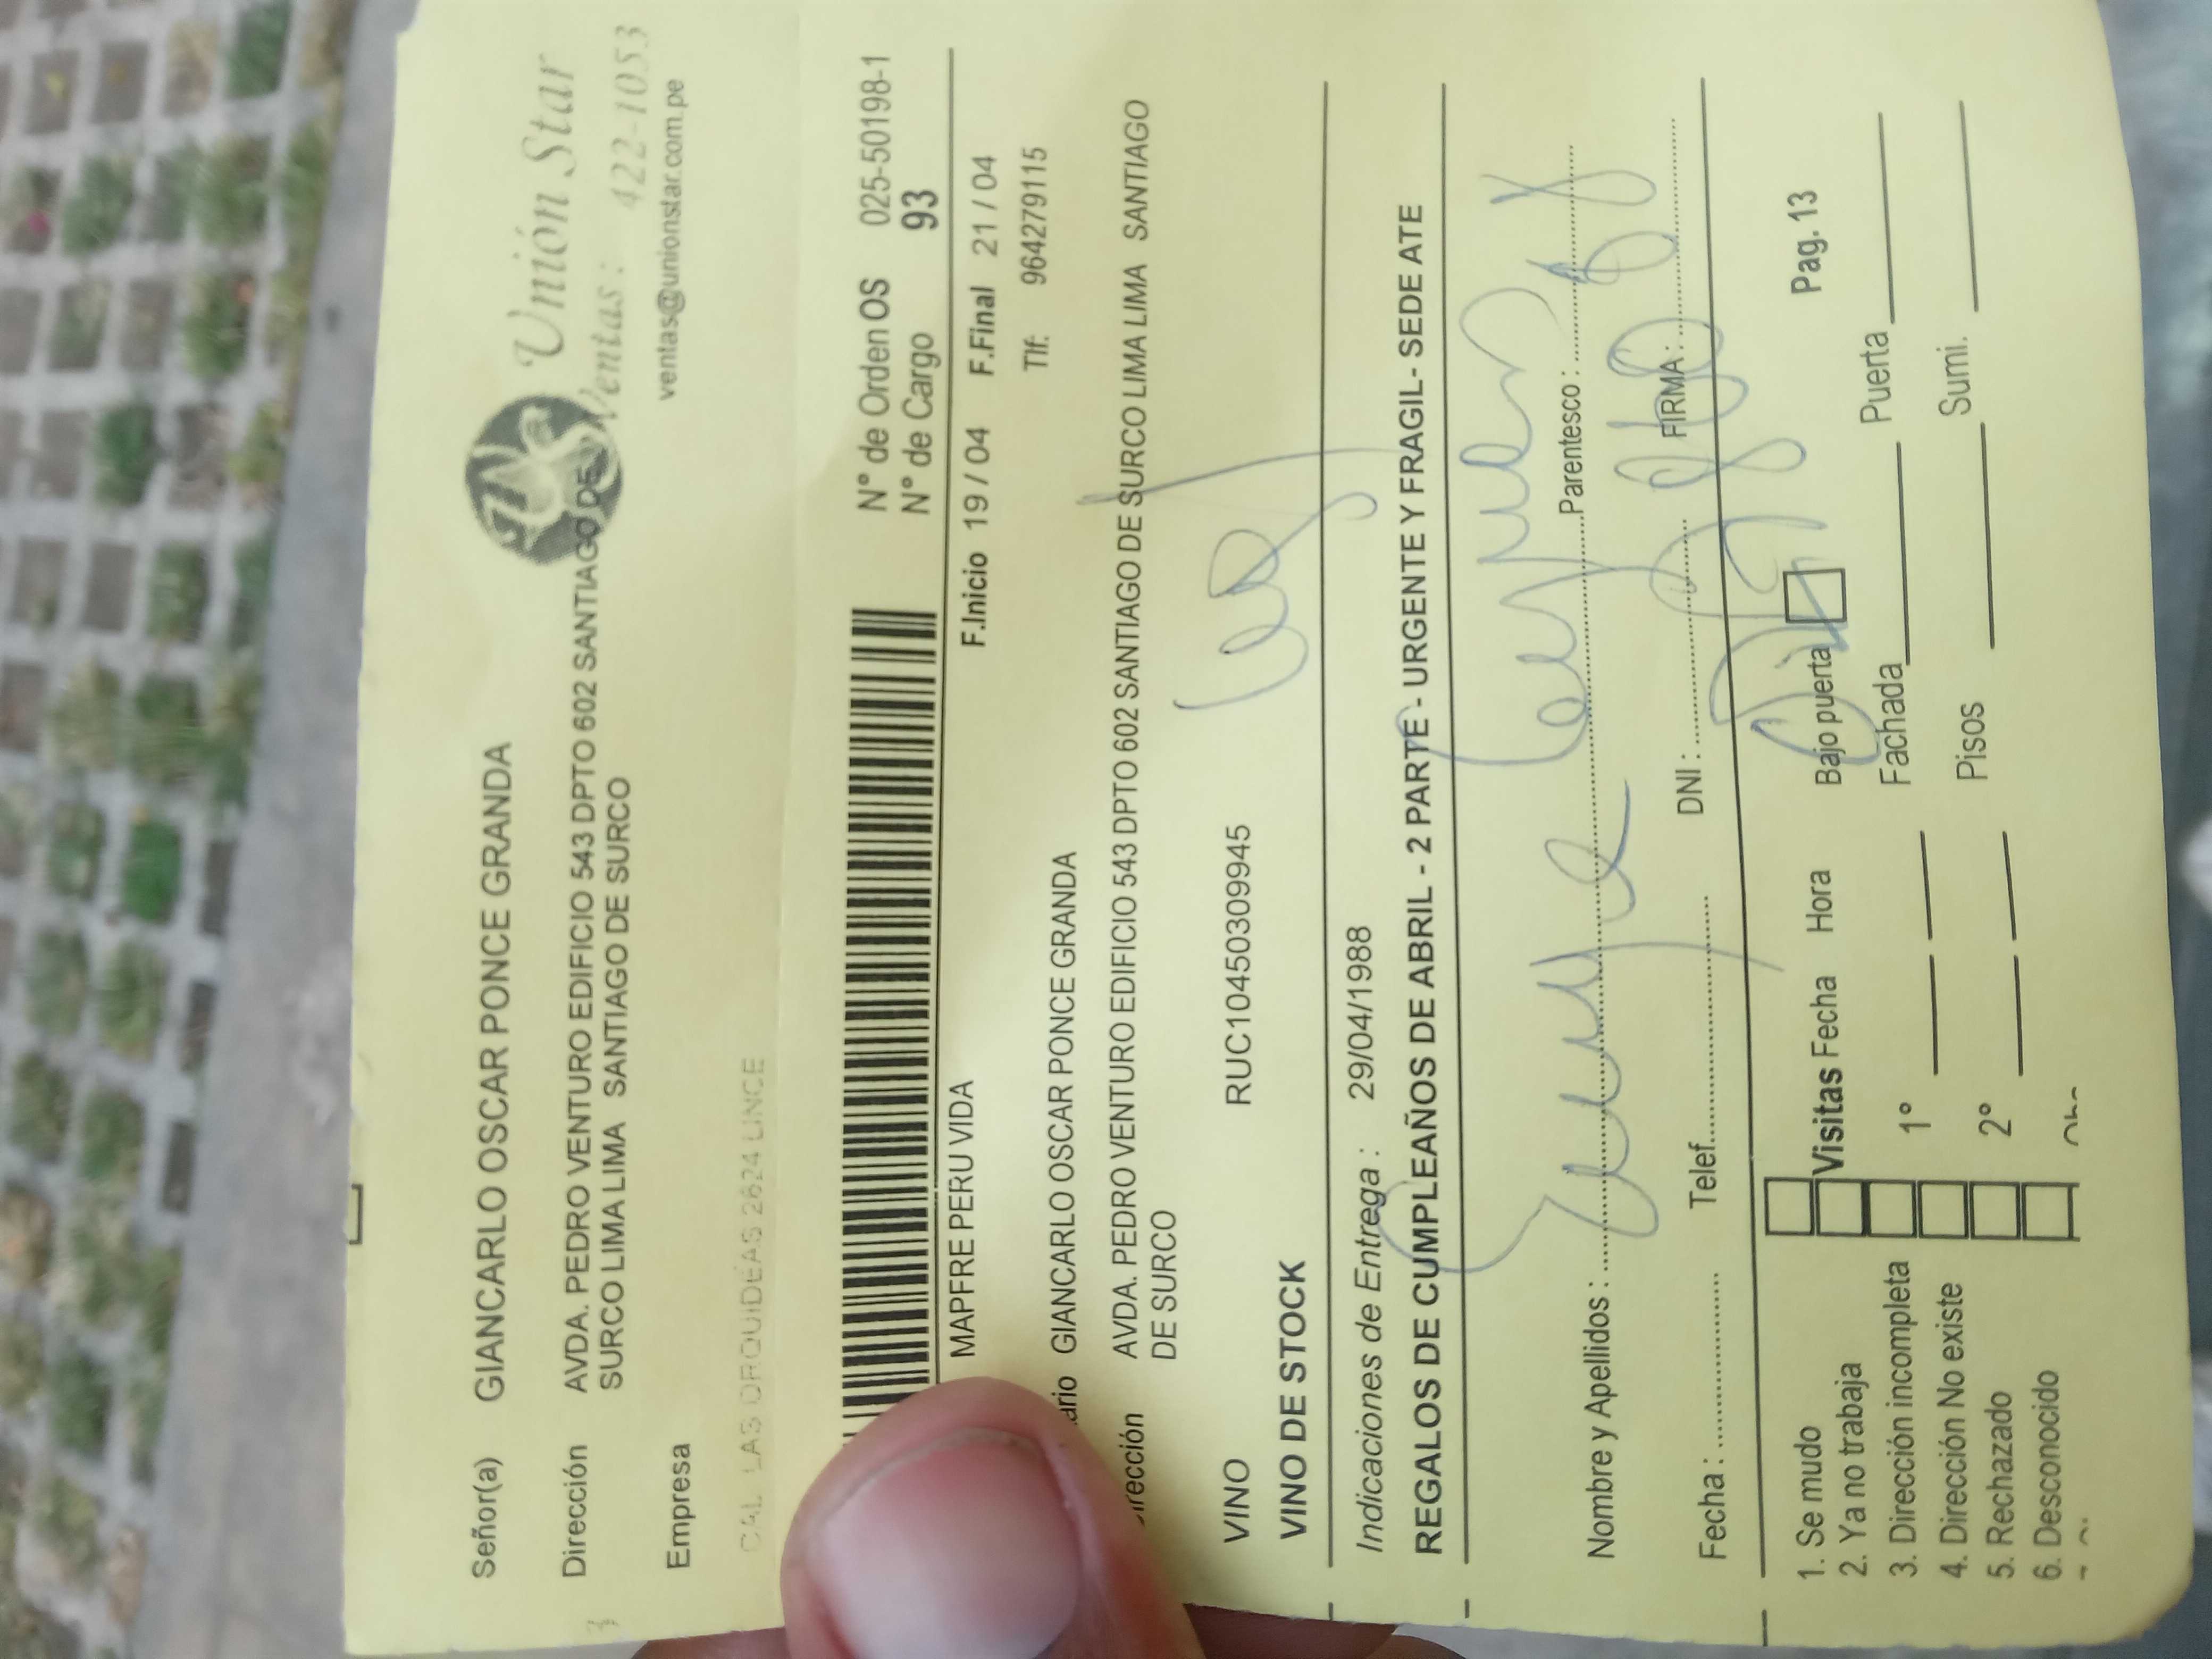 Unión Star
Ventas: 422-1053
ventas@unionstar.com.pe
Señor(a) GIANCARLO OSCAR PONCE GRANDA
Dirección AVDA. PEDRO VENTURO EDIFICIO 543 DPTO 602 SANTIAGO DE
SURCO LIMA LIMA SANTIAGO DE SURCO
Empresa
CAL. LAS ORQUIDEAS 2624 LINCE
N° de Orden OS 025-50198-1
N° de Cargo 93
MAPFRE PERU VIDA F.Inicio 19 / 04 F.Final 21 / 04
ario GIANCARLO OSCAR PONCE GRANDA Tlf: 964279115
irección AVDA. PEDRO VENTURO EDIFICIO 543 DPTO 602 SANTIAGO DE SURCO LIMA LIMA SANTIAGO
DE SURCO
VINO RUC10450309945
VINO DE STOCK
Indicaciones de Entrega : 29/04/1988
REGALOS DE CUMPLEAÑOS DE ABRIL - 2 PARTE - URGENTE Y FRAGIL- SEDE ATE
Nombre y Apellidos : Parentesco :
Fecha : Telef. DNI : FIRMA :
1. Se mudo Visitas Fecha Hora Bajo puerta Pag. 13
2. Ya no trabaja
3. Dirección incompleta 1° Fachada Puerta
4. Dirección No existe
5. Rechazado 2° Pisos Sumi.
6. Desconocido